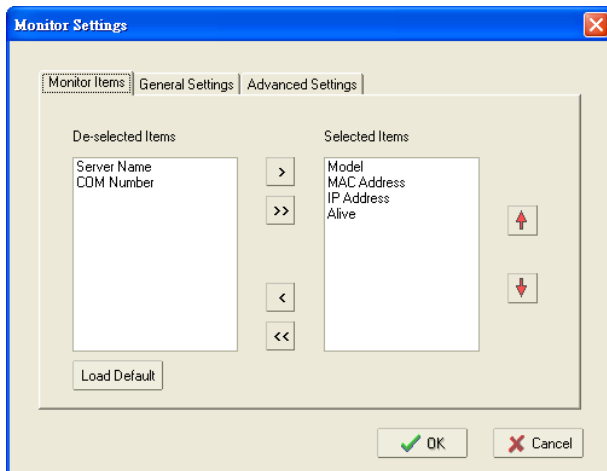 Monitor Settings
Monitor Items
General Settings
Advanced Settings
De-selected Items
Selected Items
Server Name
COM Number
>
>>
<
<<
Model
MAC Address
IP Address
Alive
Load Default
OK
Cancel